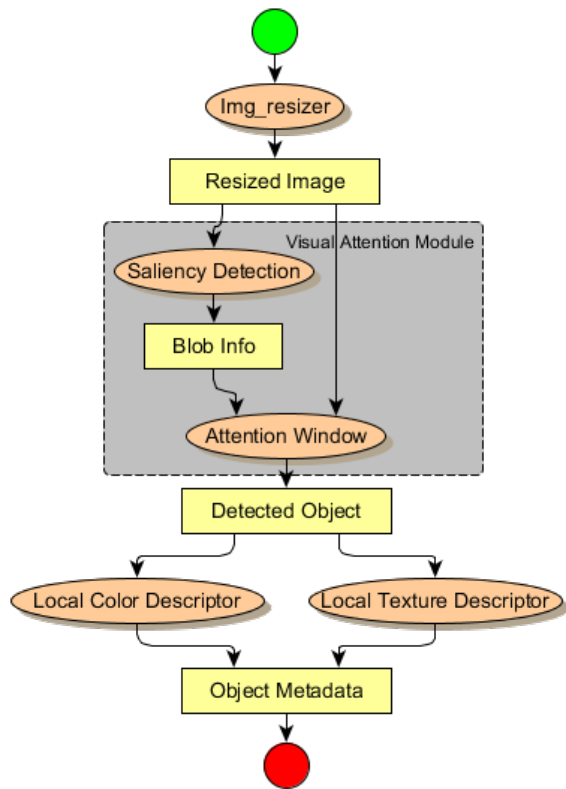 Img_resizer
Resized Image
Visual Attention Module
Saliency Detection
Blob Info
Attention Window
Detected Object
Local Color Descriptor
Local Texture Descriptor
Object Metadata